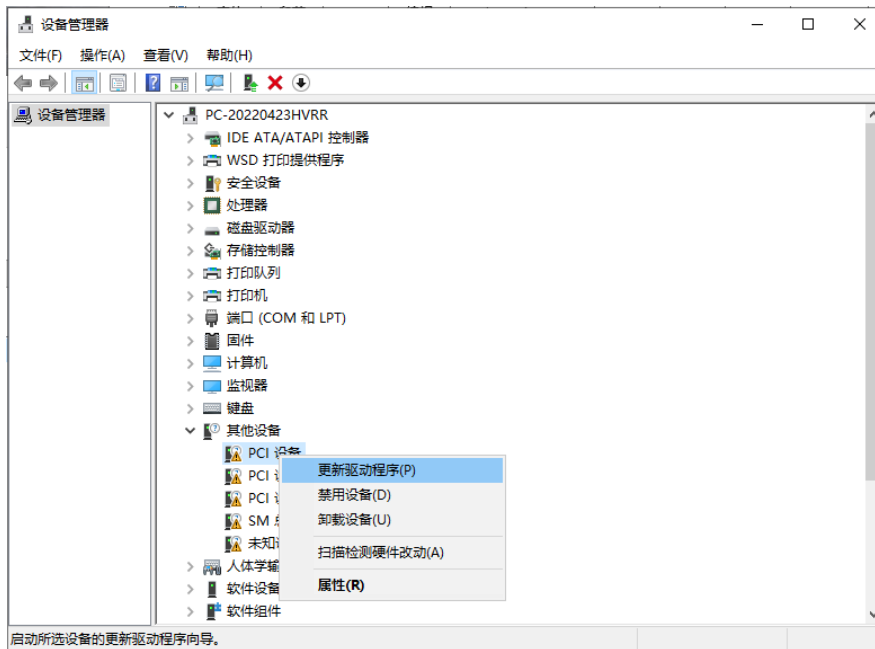 设备管理器
文件(F) 操作(A) 查看(V) 帮助(H)
设备管理器
PC-20220423HVRR
IDE ATA/ATAPI 控制器
WSD 打印提供程序
安全设备
处理器
磁盘驱动器
存储控制器
打印队列
打印机
端口 (COM 和 LPT)
固件
计算机
监视器
键盘
其他设备
PCI 设备
PCI
PCI
SM
未知
人体学输
软件设备
软件组件
更新驱动程序(P)
禁用设备(D)
卸载设备(U)
扫描检测硬件改动(A)
属性(R)
启动所选设备的更新驱动程序向导。